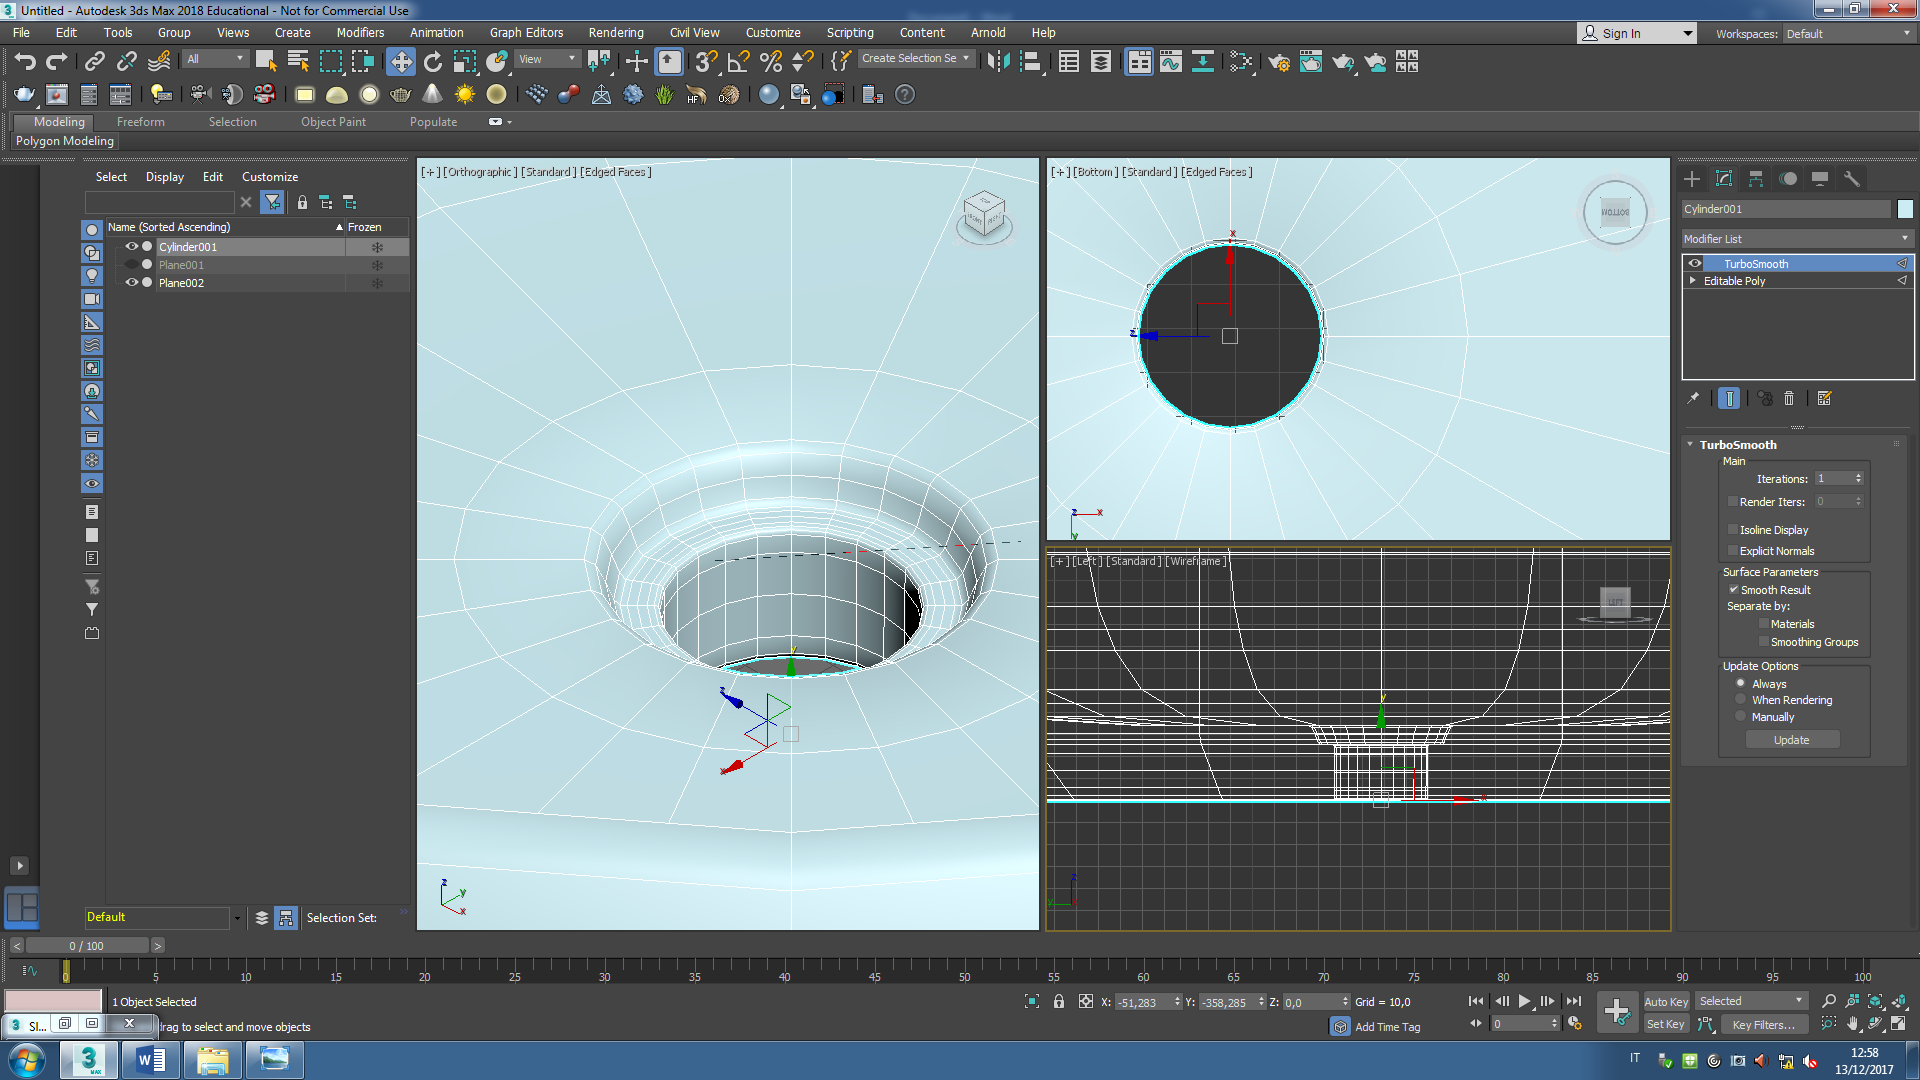 Untitled - Autodesk 3ds Max 2018 Educational - Not for Commercial Use
File Edit Tools Group Views Create Modifiers Animation Graph Editors Rendering Civil View Customize Scripting Content Arnold Help
Sign In
Workspaces: Default
All
View
Create Selection Se
Modeling Freeform Selection Object Paint Populate
Polygon Modeling
Select Display Edit Customize
Name (Sorted Ascending) Frozen
Cylinder001
Plane001
Plane002
Default
Selection Set:
[+] [Orthographic] [Standard] [Edged Faces]
TOP
z
y
x
z
y
x
[+] [Bottom] [Standard] [Edged Faces]
BOTTOM
x
z
z
x
y
[+] [Left] [Standard] [Wireframe]
LEFT
y
x
z
y
Cylinder001
Modifier List
TurboSmooth
Editable Poly
TurboSmooth
Main
Iterations: 1
Render Iters: 0
Isoline Display
Explicit Normals
Surface Parameters
Smooth Result
Separate by:
Materials
Smoothing Groups
Update Options
Always
When Rendering
Manually
Update
< 0 / 100 >
0 5 10 15 20 25 30 35 40 45 50 55 60 65 70 75 80 85 90 95 100
1 Object Selected
X: -51,283 Y: -358,285 Z: 0,0 Grid = 10,0
Auto Key Selected
Sl...
drag to select and move objects
Add Time Tag
0
Set Key Key Filters...
3 MAX
IT
12:58
13/12/2017